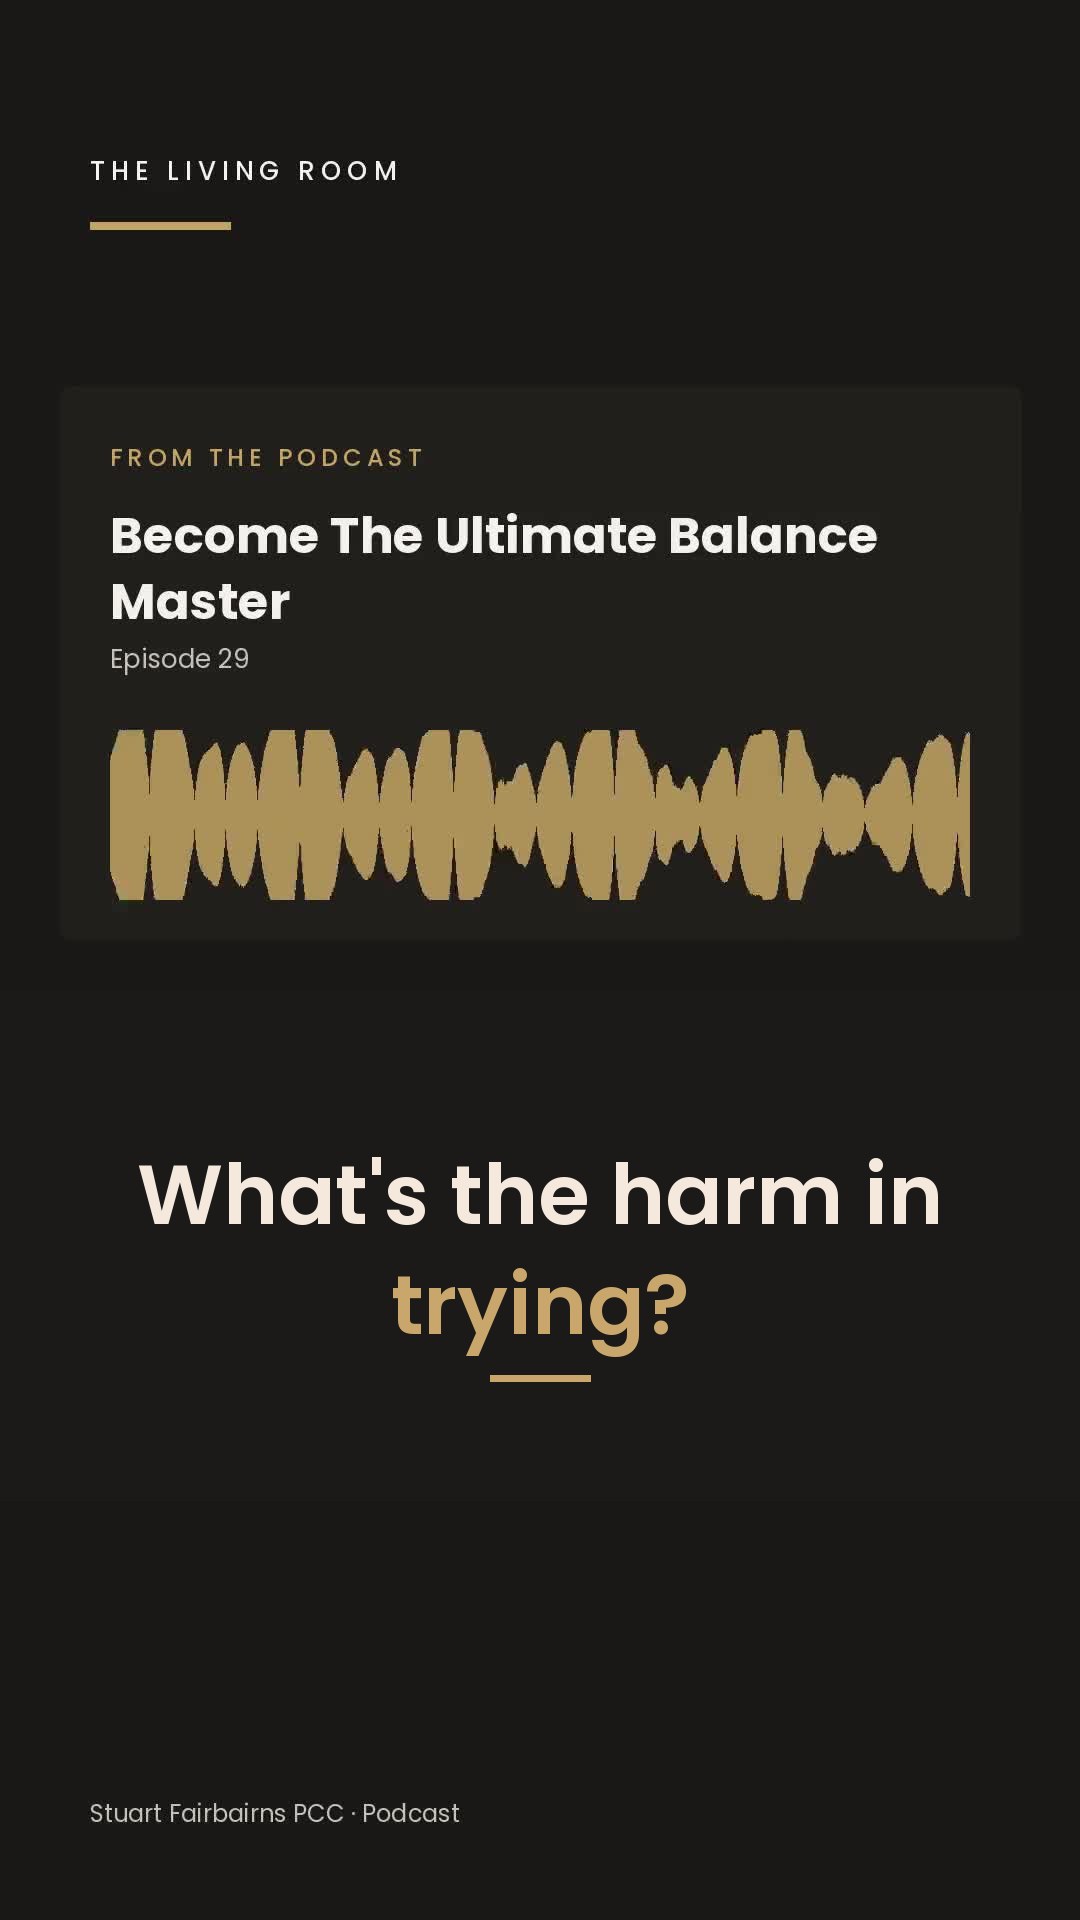 THE LIVING ROOM
FROM THE PODCAST
Become The Ultimate Balance
Master
Episode 29
What's the harm in
trying?
Stuart Fairbairns PCC · Podcast